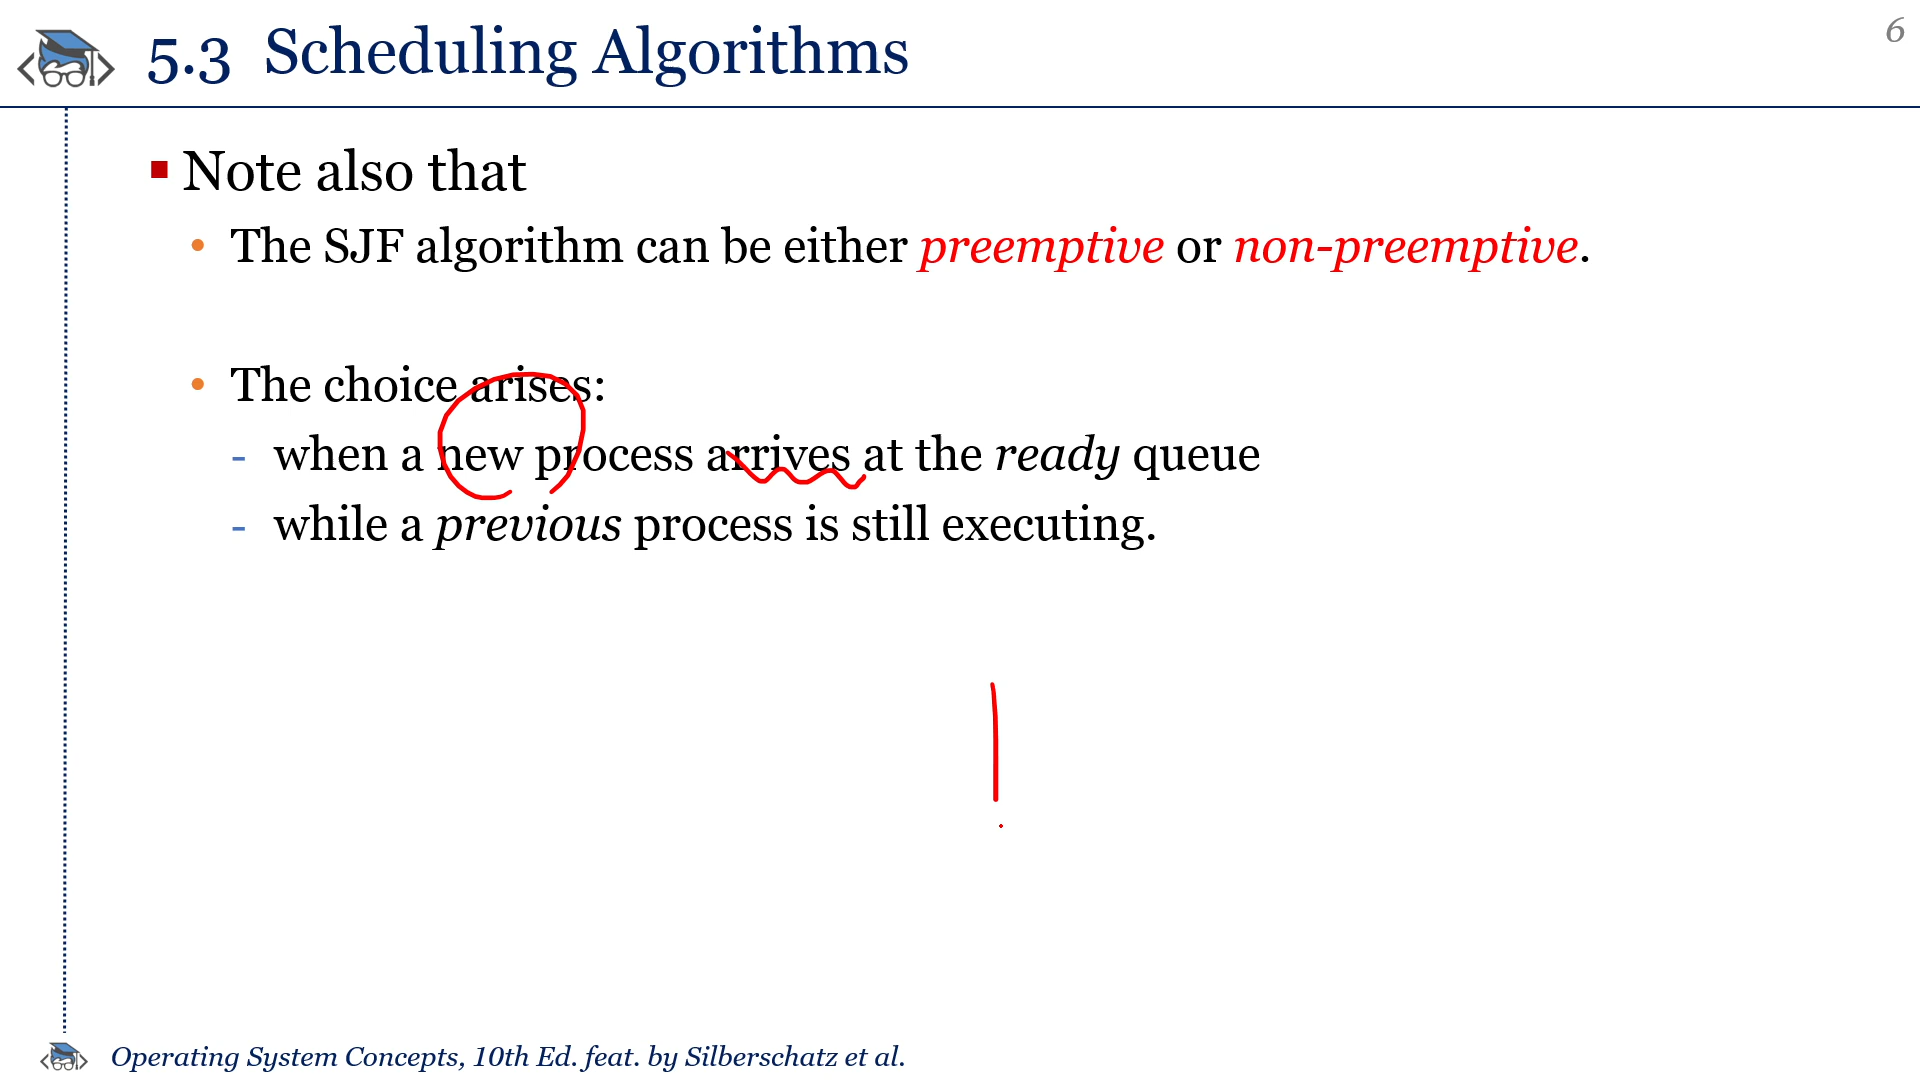 5.3 Scheduling Algorithms
6
Note also that
• The SJF algorithm can be either preemptive or non-preemptive.
• The choice arises:
- when a new process arrives at the ready queue
- while a previous process is still executing.
Operating System Concepts, 10th Ed. feat. by Silberschatz et al.